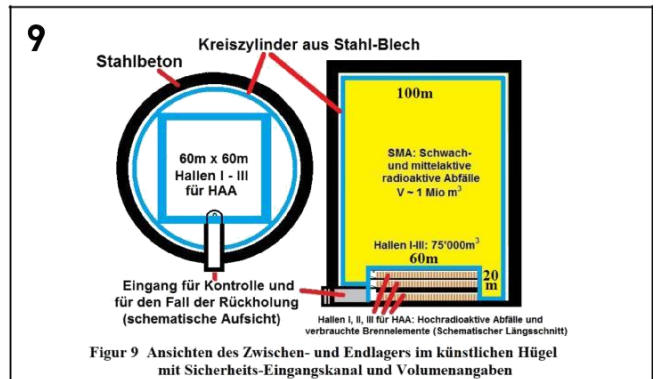 9
Kreiszylinder aus Stahl-Blech
Stahlbeton
60m x 60m
Hallen I - III
für HAA
Eingang für Kontrolle und
für den Fall der Rückholung
(schematische Aufsicht)
100m
SMA: Schwach-
und mittelaktive
radioaktive Abfälle
V ~ 1 Mio m³
Hallen I-III: 75'000m³
60m
20
m
Hallen I, II, III für HAA: Hochradioaktive Abfälle und
verbrauchte Brennelemente (Schematischer Längsschnitt)
Figur 9 Ansichten des Zwischen- und Endlagers im künstlichen Hügel
mit Sicherheits-Eingangskanal und Volumenangaben